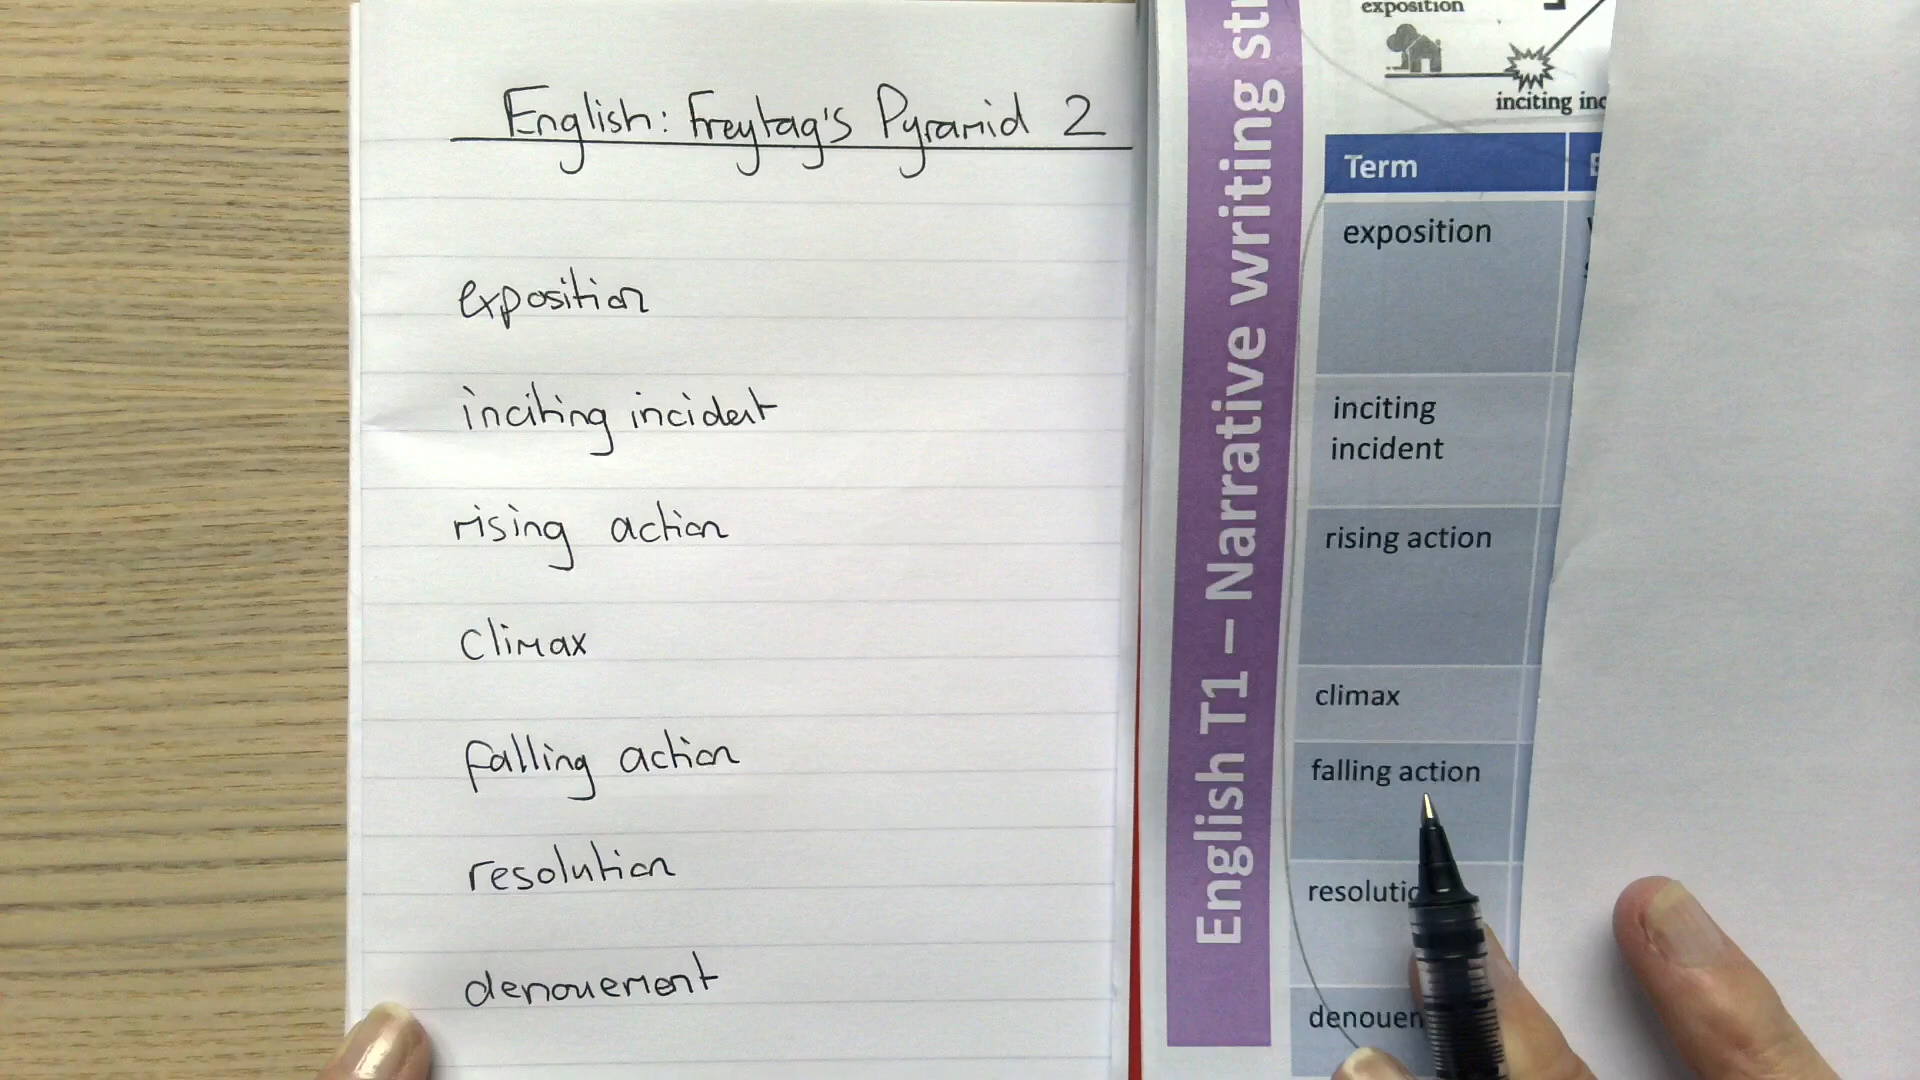 English: Freytag's Pyramid 2
exposition
inciting incident
rising action
climax
falling action
resolution
denouement
English T1 – Narrative writing
exposition
inciting
Term
exposition
inciting
incident
rising action
climax
falling action